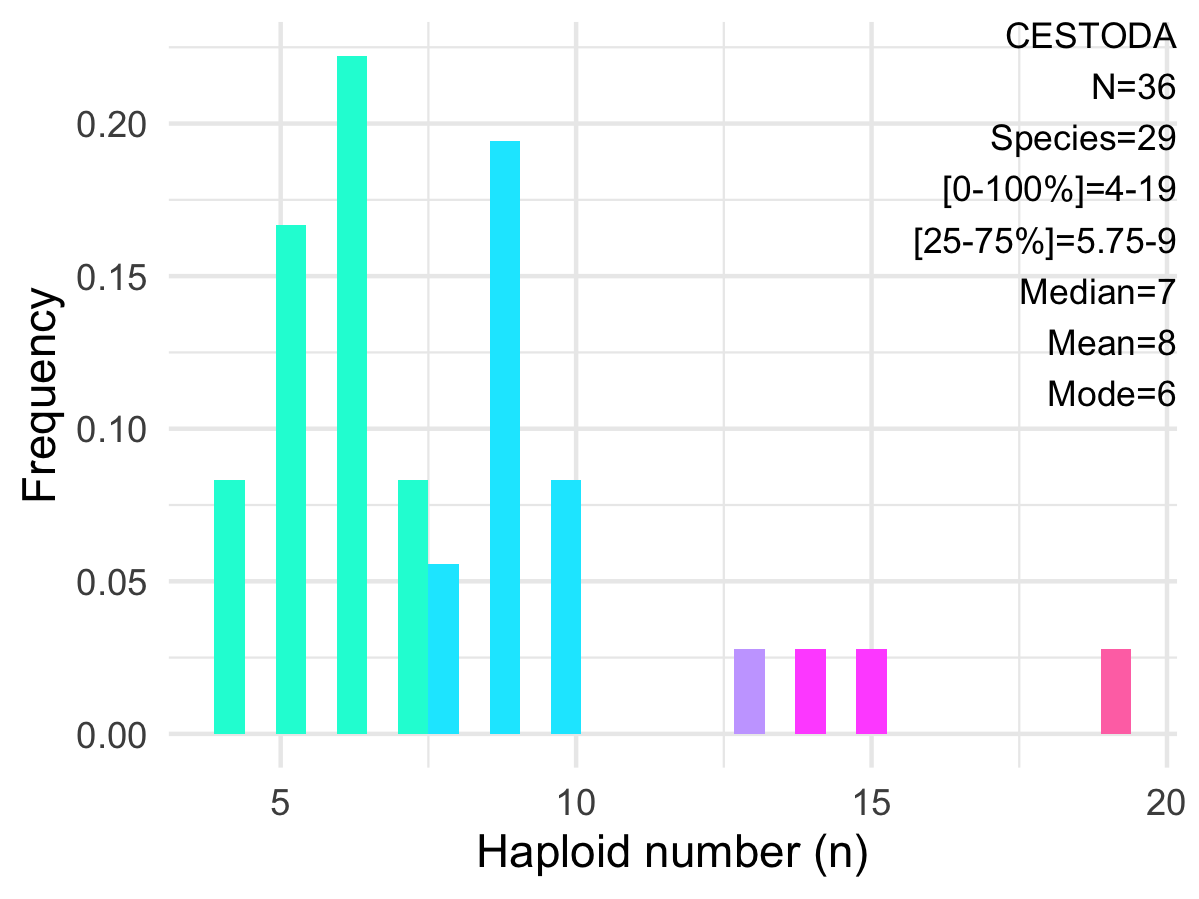 CESTODA
N=36
Species=29
[0-100%]=4-19
[25-75%]=5.75-9
Median=7
Mean=8
Mode=6
Frequency
0.20
0.15
0.10
0.05
0.00
5 10 15 20
Haploid number (n)